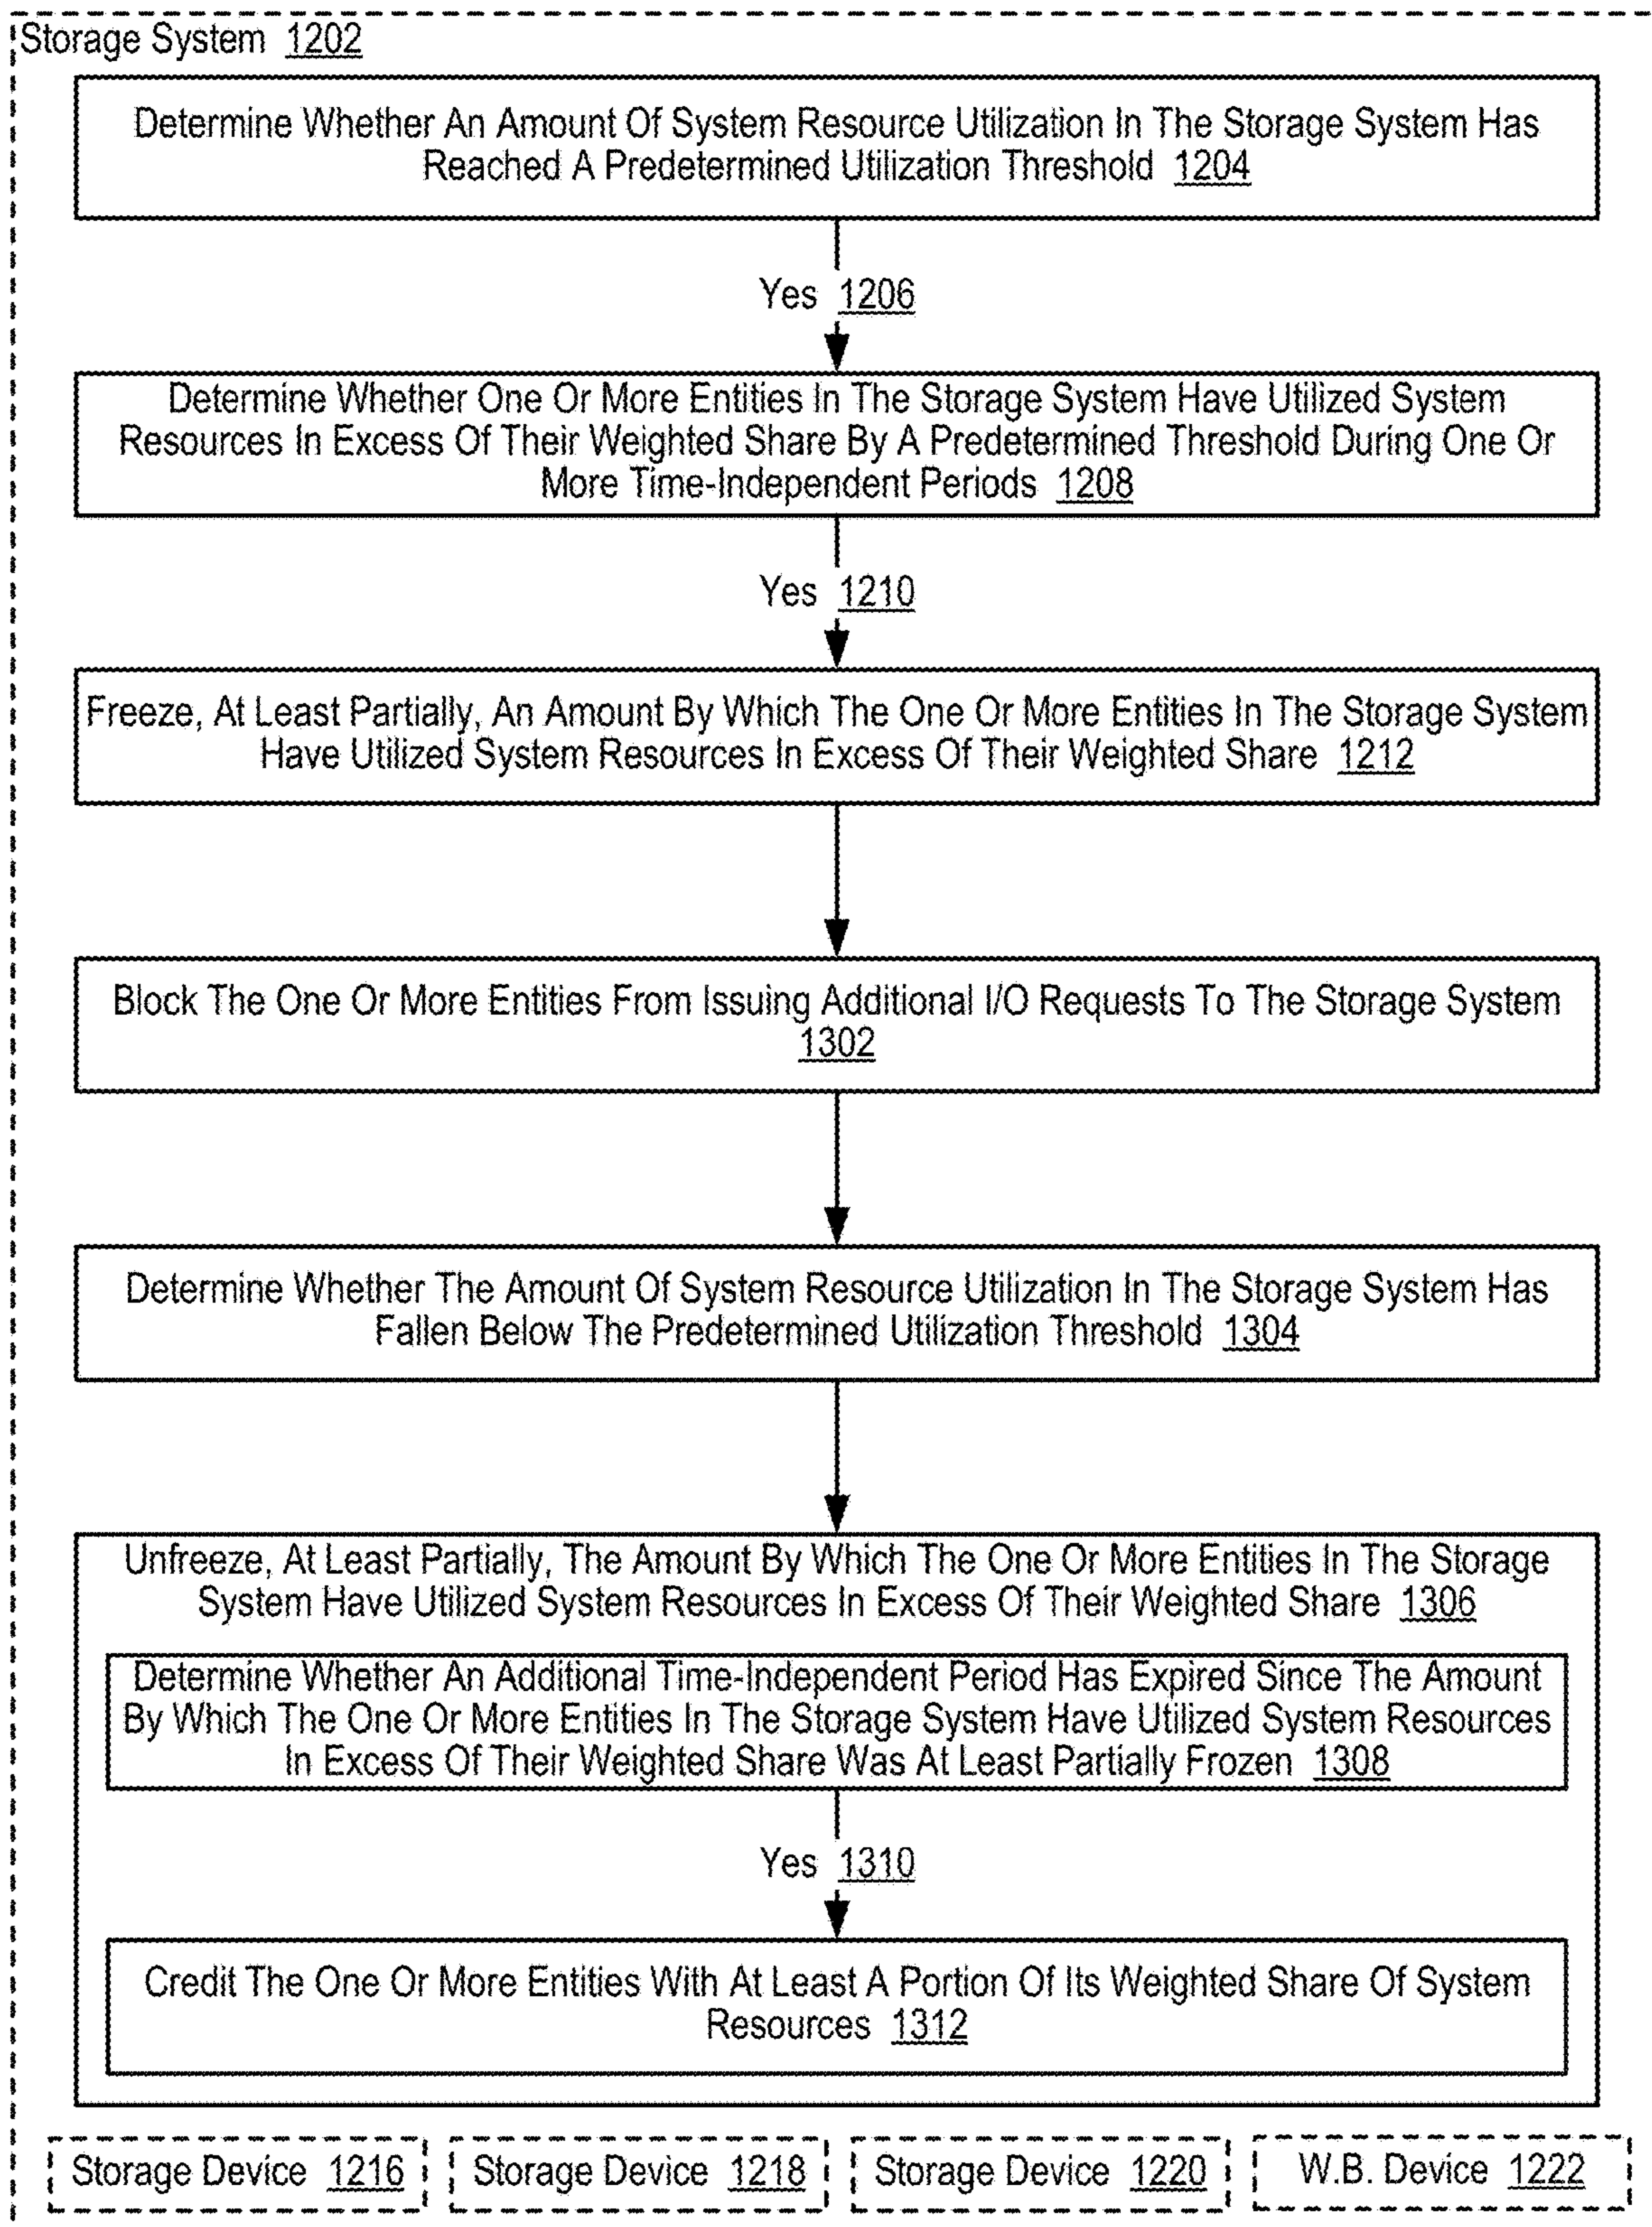 Storage System 1202
Determine Whether An Amount Of System Resource Utilization In The Storage System Has
Reached A Predetermined Utilization Threshold 1204
Yes 1206
Determine Whether One Or More Entities In The Storage System Have Utilized System
Resources In Excess Of Their Weighted Share By A Predetermined Threshold During One Or
More Time-Independent Periods 1208
Yes 1210
Freeze, At Least Partially, An Amount By Which The One Or More Entities In The Storage System
Have Utilized System Resources In Excess Of Their Weighted Share 1212
Block The One Or More Entities From Issuing Additional I/O Requests To The Storage System
1302
Determine Whether The Amount Of System Resource Utilization In The Storage System Has
Fallen Below The Predetermined Utilization Threshold 1304
Unfreeze, At Least Partially, The Amount By Which The One Or More Entities In The Storage
System Have Utilized System Resources In Excess Of Their Weighted Share 1306
Determine Whether An Additional Time-Independent Period Has Expired Since The Amount
By Which The One Or More Entities In The Storage System Have Utilized System Resources
In Excess Of Their Weighted Share Was At Least Partially Frozen 1308
Yes 1310
Credit The One Or More Entities With At Least A Portion Of Its Weighted Share Of System
Resources 1312
Storage Device 1216
Storage Device 1218
Storage Device 1220
W.B. Device 1222